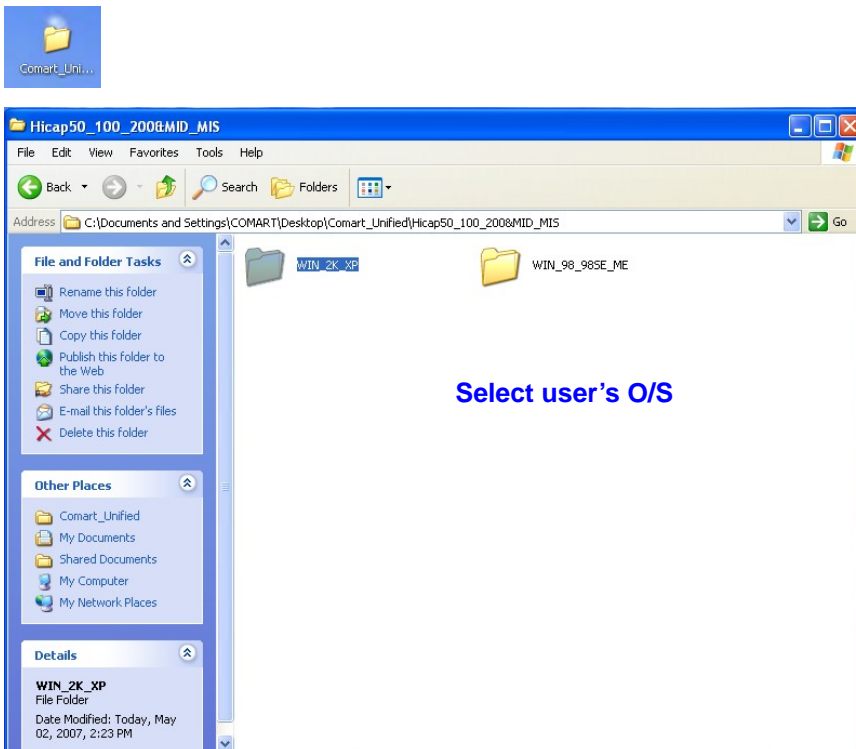 Comart_Uni...
Hicap50_100_200&MID_MIS
File Edit View Favorites Tools Help
Back Search Folders
Address C:\Documents and Settings\COMART\Desktop\Comart_Unified\Hicap50_100_200&MID_MIS Go
File and Folder Tasks
Rename this folder
Move this folder
Copy this folder
Publish this folder to
the Web
Share this folder
E-mail this folder's files
Delete this folder
WIN_2K_XP WIN_98_98SE_ME
Select user’s O/S
Other Places
Comart_Unified
My Documents
Shared Documents
My Computer
My Network Places
Details
WIN_2K_XP
File Folder
Date Modified: Today, May
02, 2007, 2:23 PM